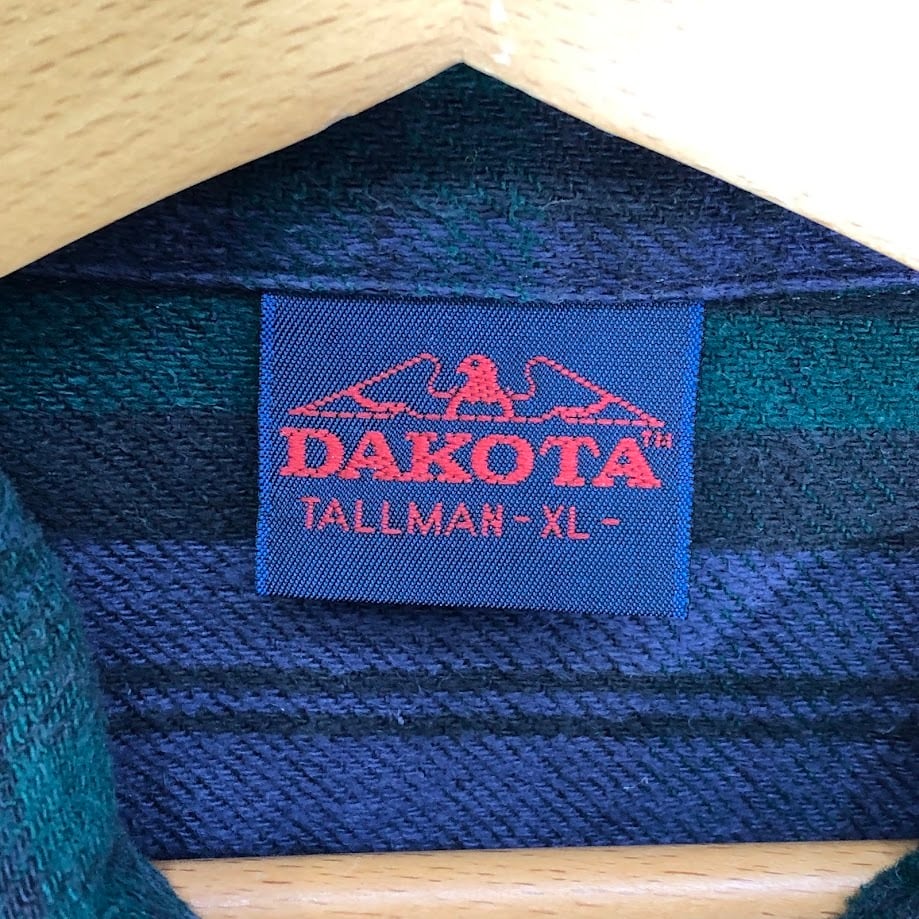 DAKOTA™
TALLMAN - XL -